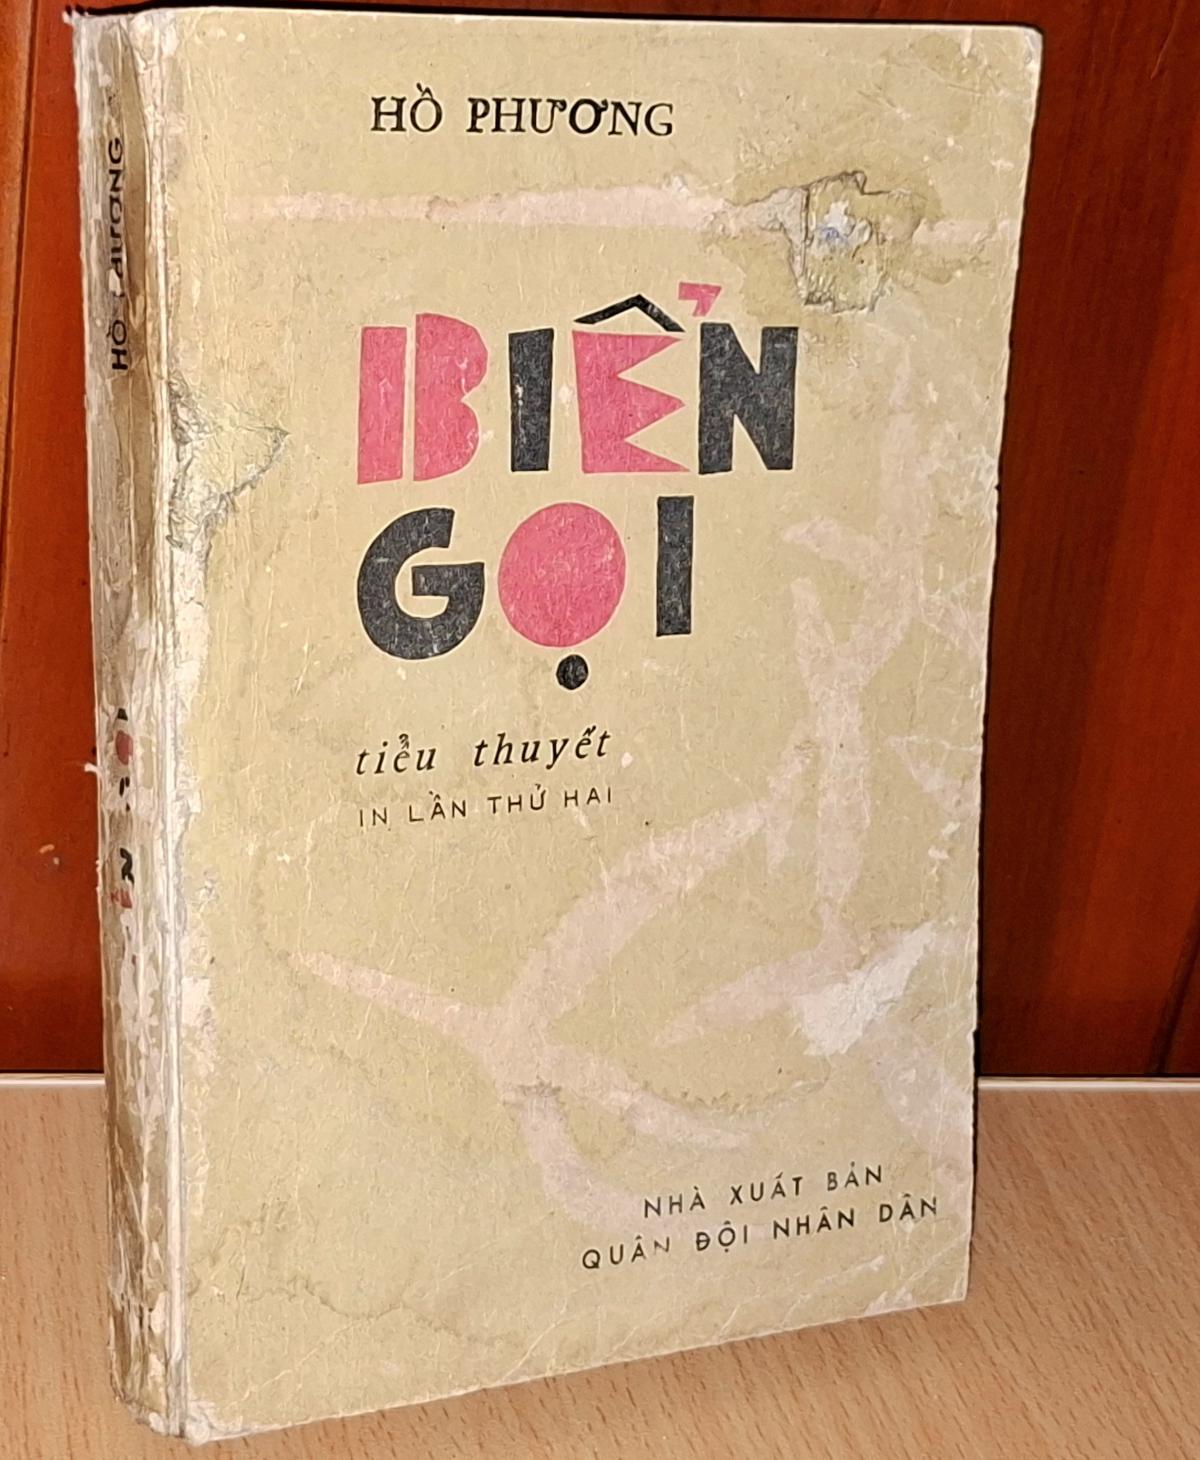 HỒ PHƯƠNG
BIỂN
GỌI
tiểu thuyết
IN LẦN THỨ HAI
NHÀ XUẤT BẢN
QUÂN ĐỘI NHÂN DÂN
HỒ PHƯƠNG